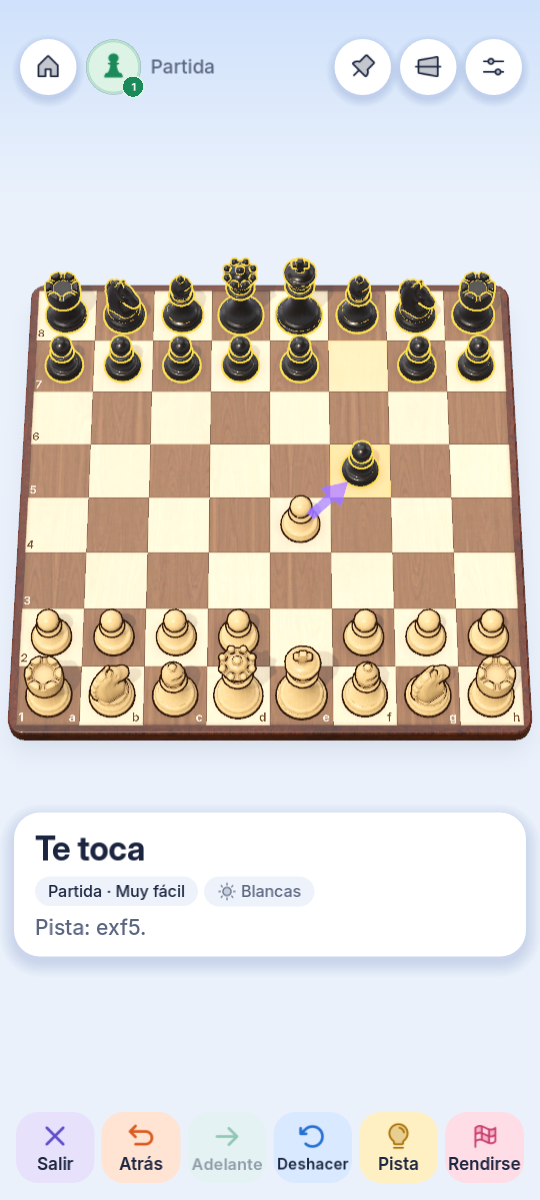 Partida
1
8
7
6
5
4
3
2
1 a b c d e f g h
Te toca
Partida · Muy fácil Blancas
Pista: exf5.
Salir Atrás Adelante Deshacer Pista Rendirse